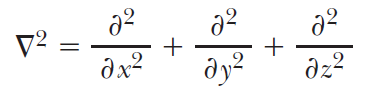 ∇² = ∂²/∂x² + ∂²/∂y² + ∂²/∂z²